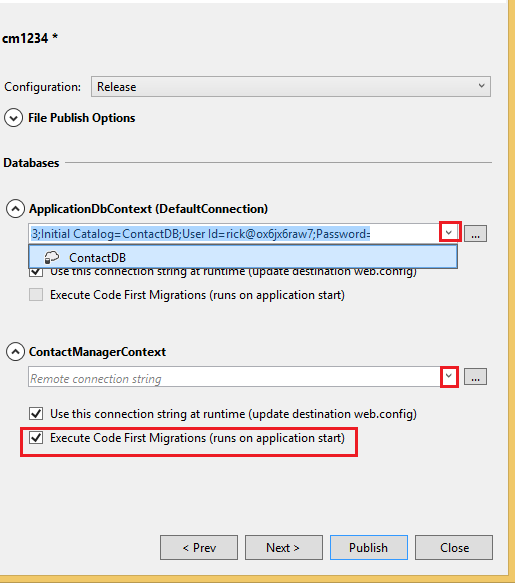 cm1234 *
Configuration: Release
File Publish Options
Databases
ApplicationDbContext (DefaultConnection)
3;Initial Catalog=ContactDB;User Id=rick@ox6jx6raw7;Password=
...
ContactDB
Use this connection string at runtime (update destination web.config)
Execute Code First Migrations (runs on application start)
ContactManagerContext
Remote connection string
...
Use this connection string at runtime (update destination web.config)
Execute Code First Migrations (runs on application start)
< Prev Next > Publish Close